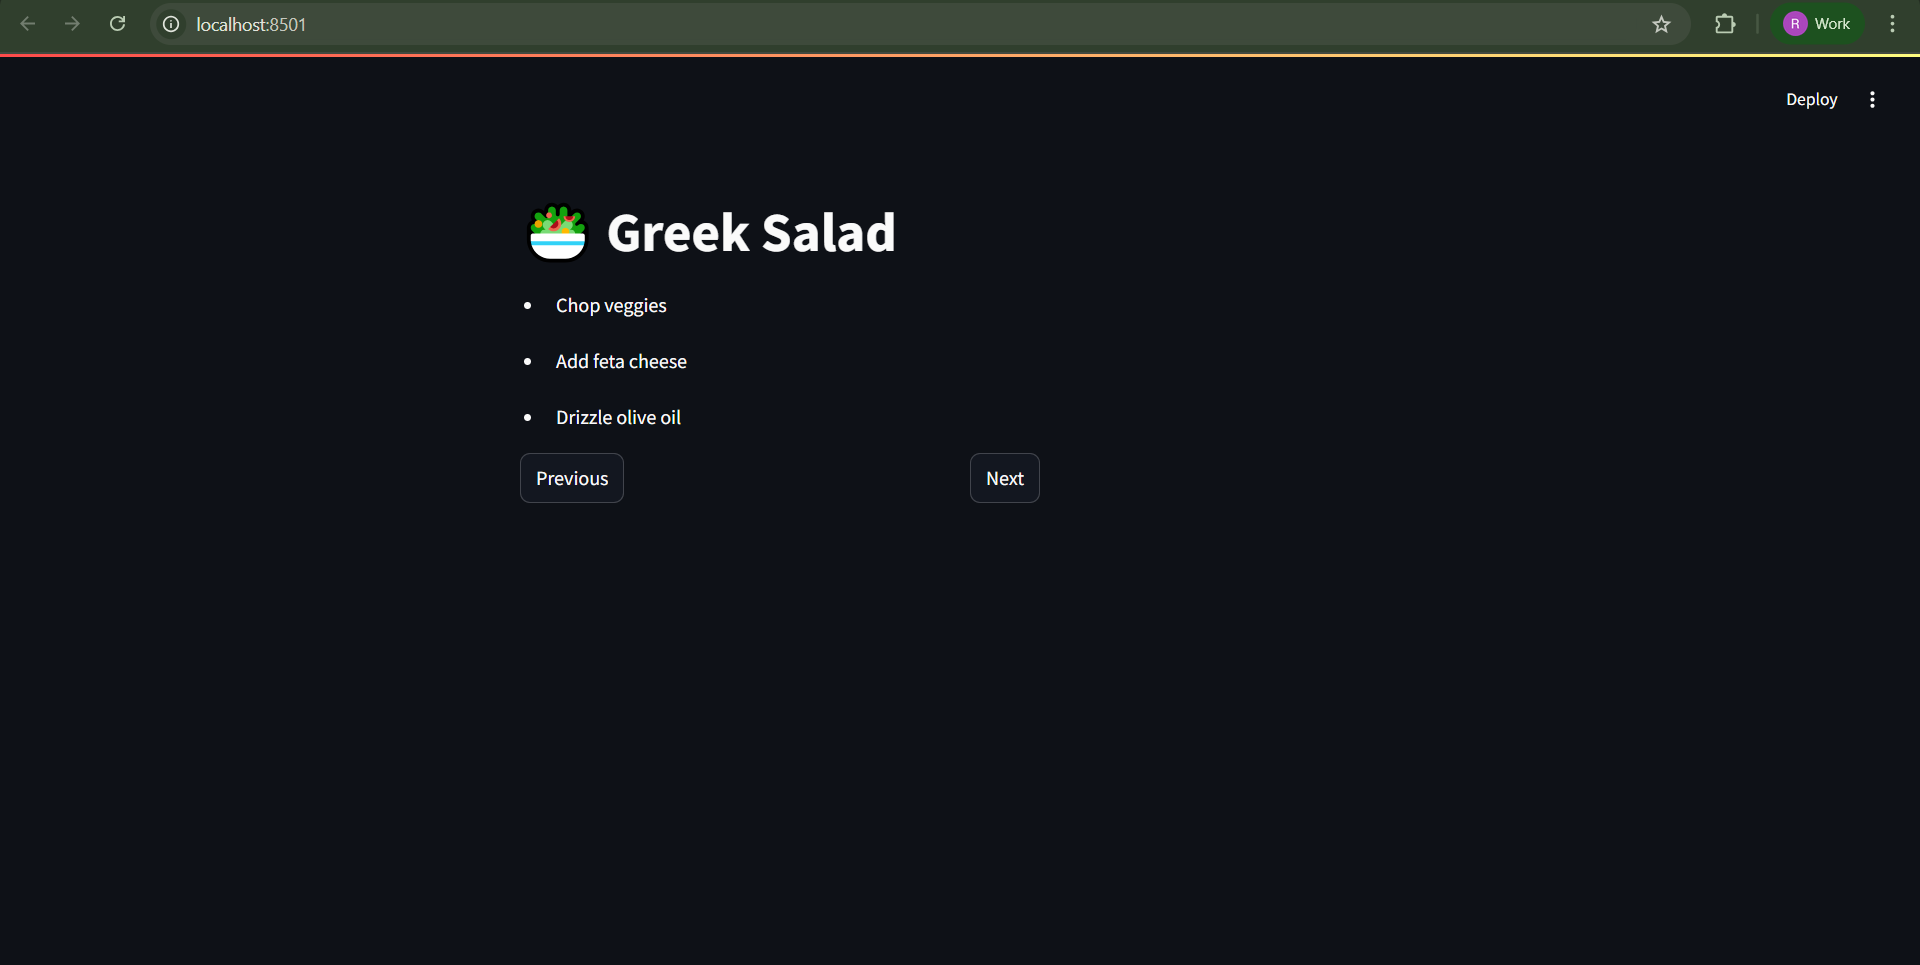 localhost:8501
R Work
Deploy
Greek Salad
• Chop veggies
• Add feta cheese
• Drizzle olive oil
Previous Next